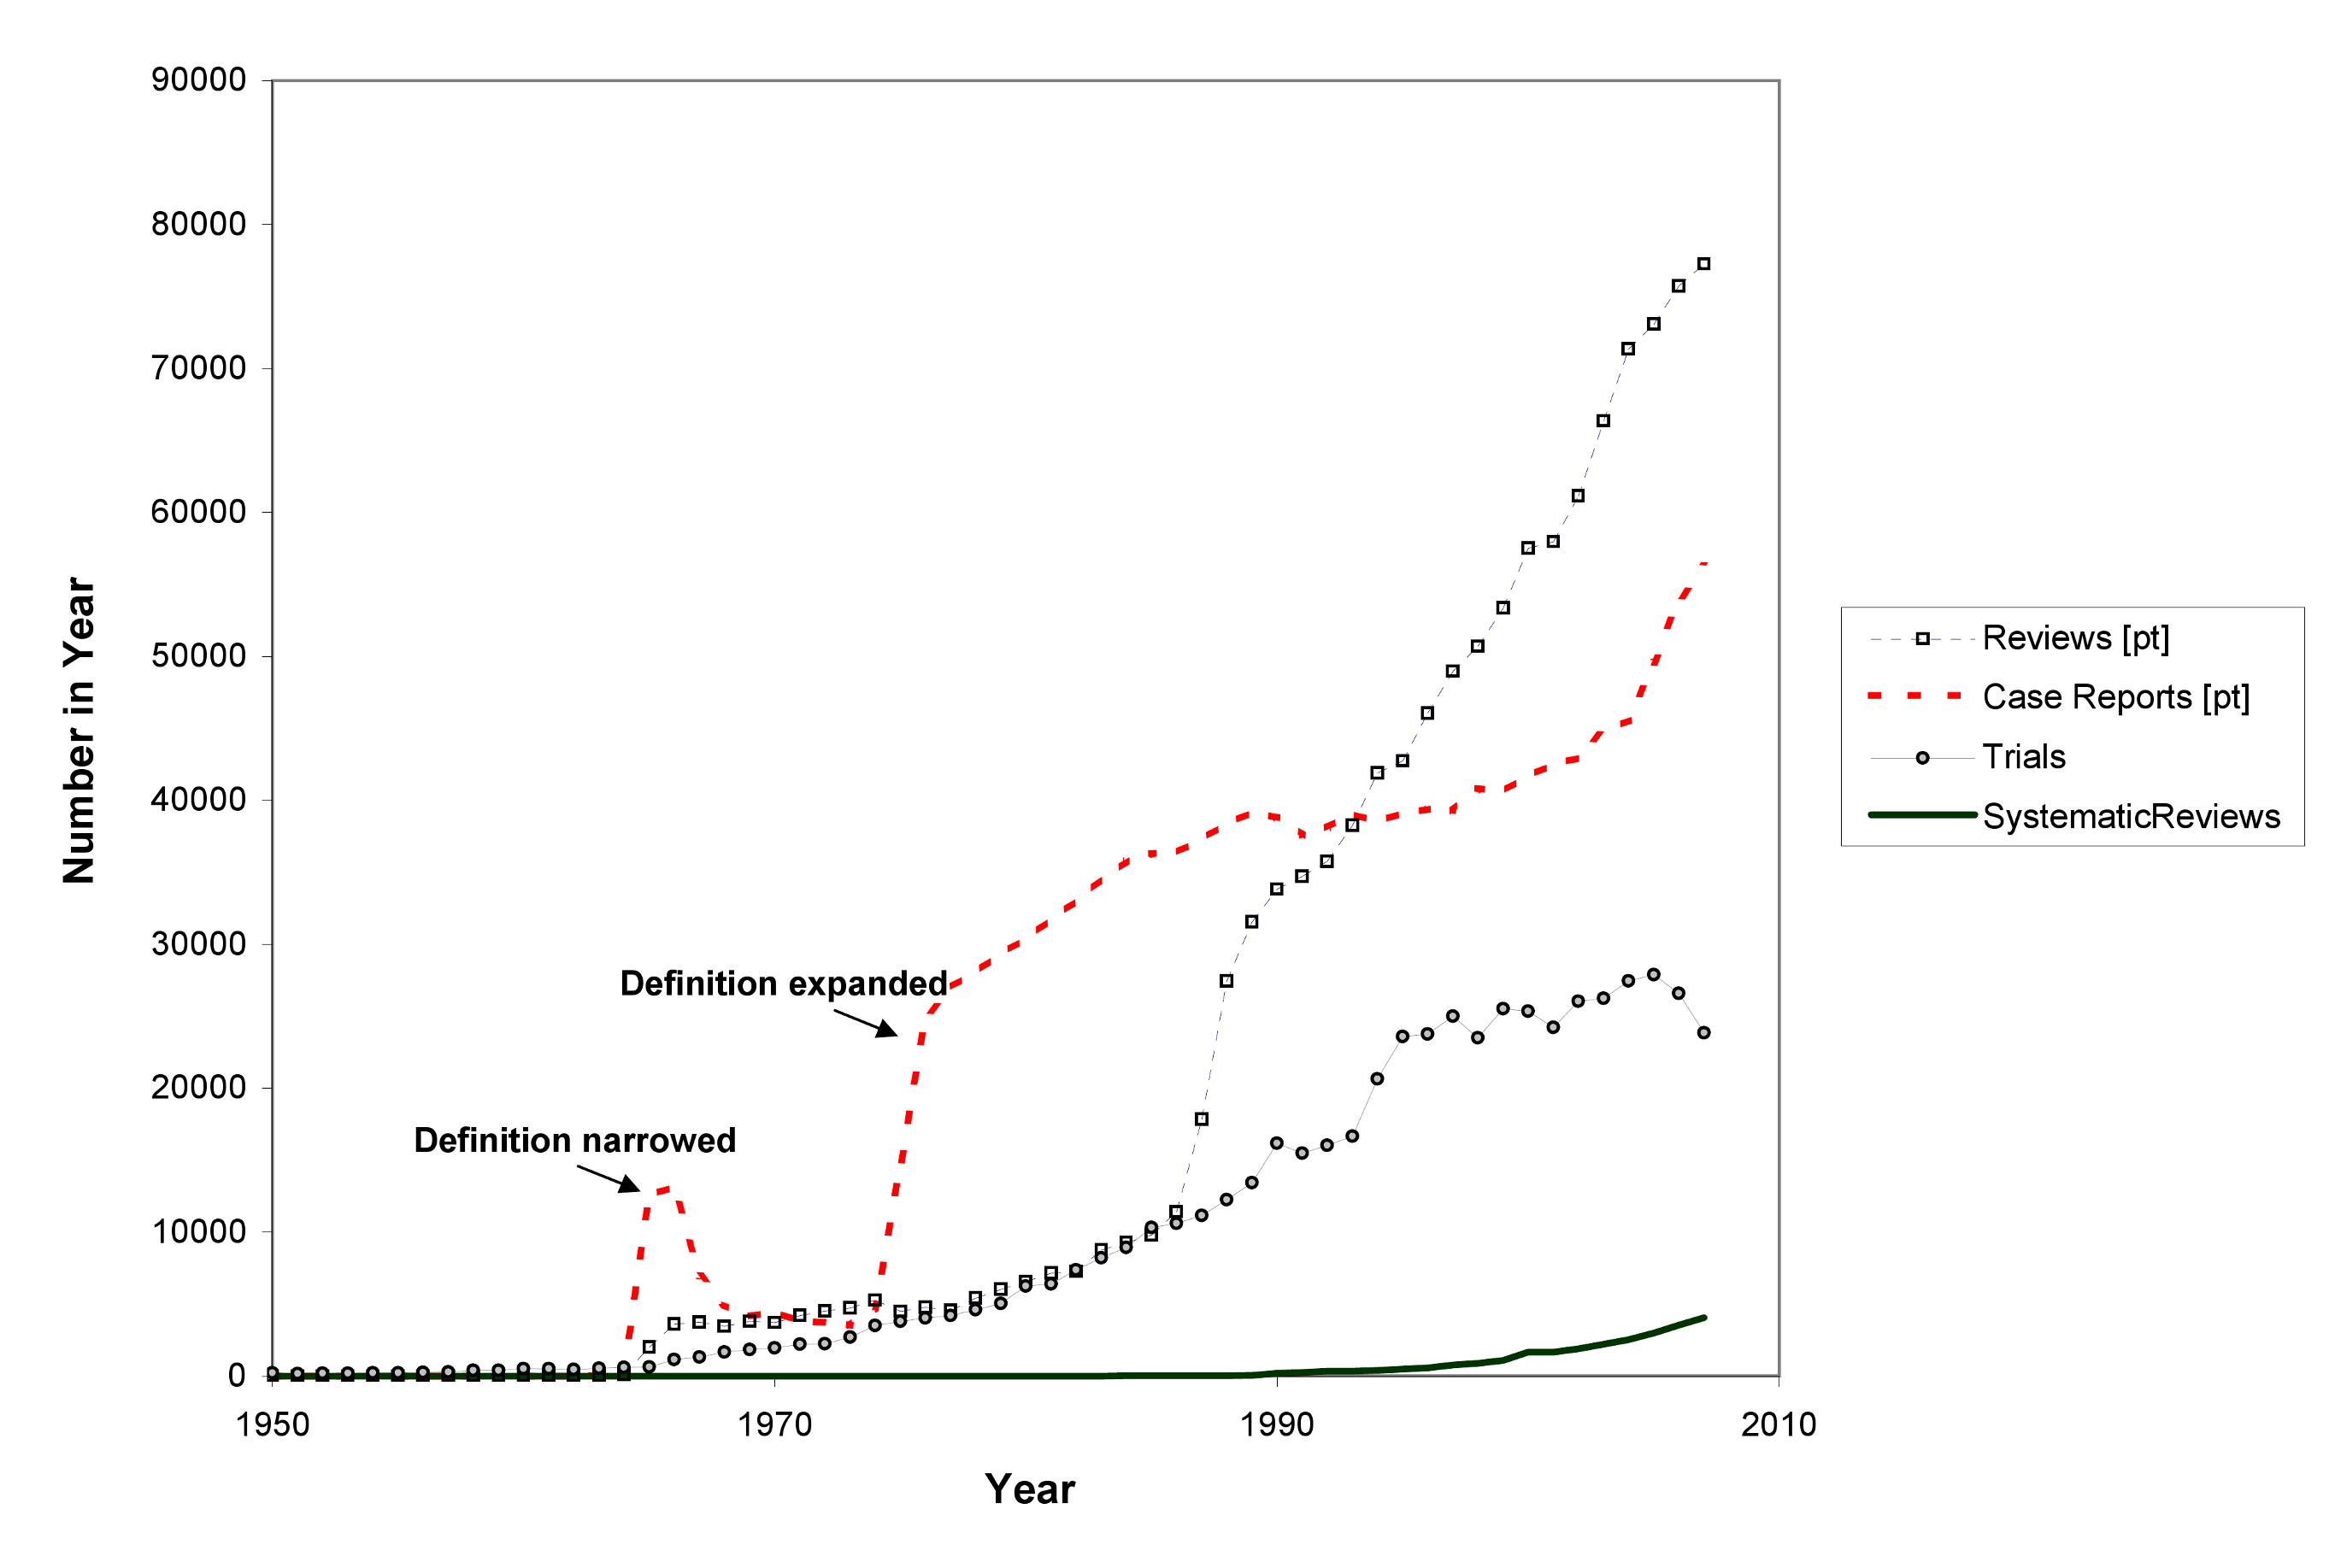 90000
80000
70000
60000
50000
40000
30000
20000
10000
0
Number in Year
Definition expanded
Definition narrowed
1950
1970
1990
2010
Year
Reviews [pt]
Case Reports [pt]
Trials
SystematicReviews